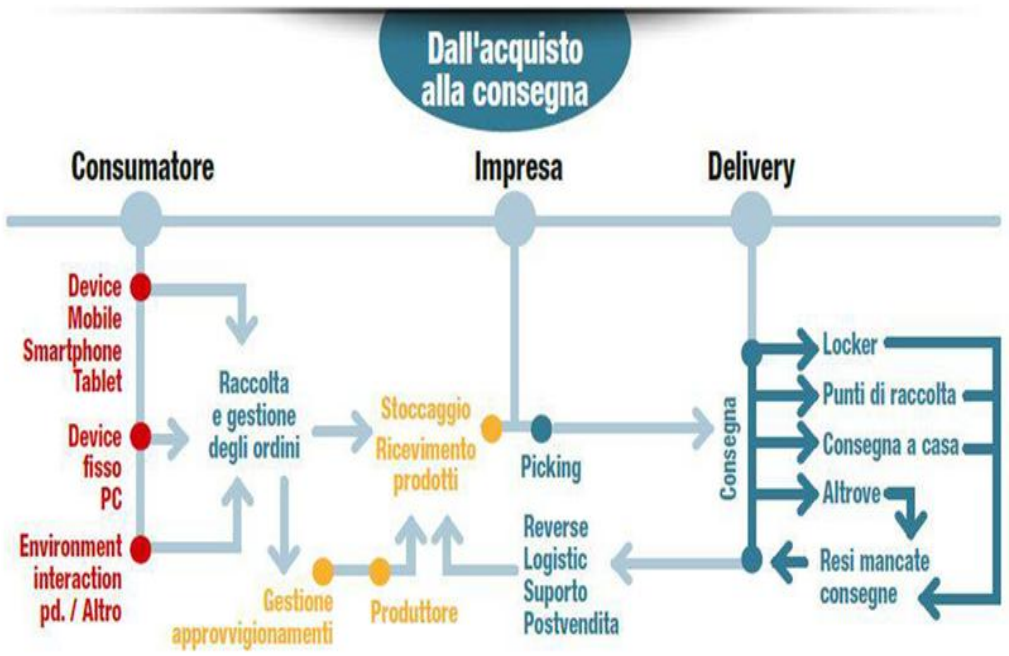 Dall'acquisto
alla consegna
Consumatore
Impresa
Delivery
Device
Mobile
Smartphone
Tablet
Device
fisso
PC
Environment
interaction
pd. / Altro
Raccolta
e gestione
degli ordini
Gestione
approvvigionamenti
Produttore
Stoccaggio
Ricevimento
prodotti
Picking
Reverse
Logistic
Suporto
Postvendita
Consegna
Locker
Punti di raccolta
Consegna a casa
Altrove
Resi mancate
consegne